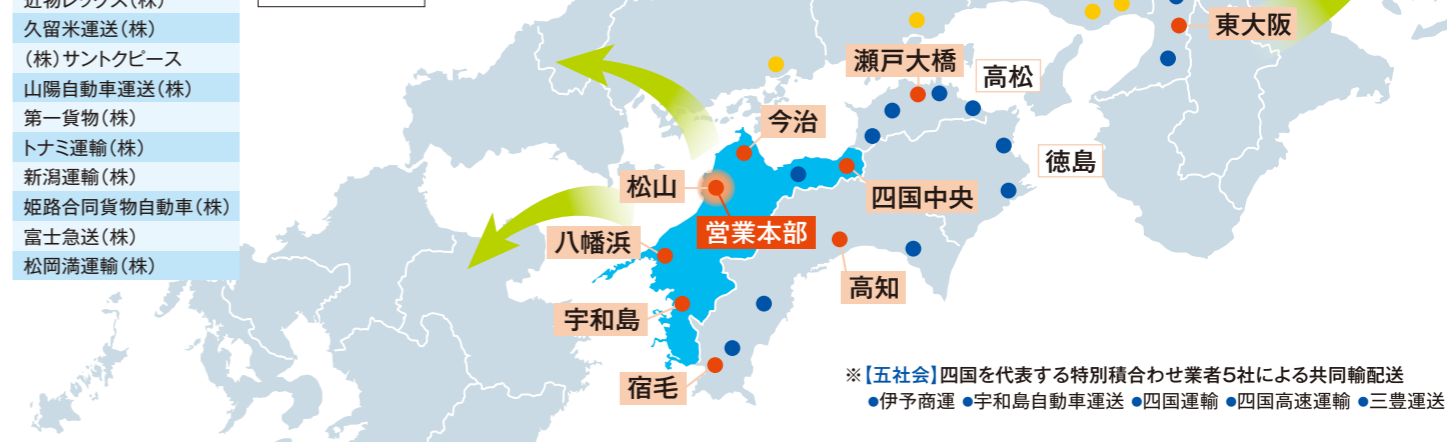 近物レックス(株)
久留米運送(株)
(株)サントクピース
山陽自動車運送(株)
第一貨物(株)
トナミ運輸(株)
新潟運輸(株)
姫路合同貨物自動車(株)
富士急送(株)
松岡満運輸(株)
東大阪
瀬戸大橋
高松
今治
徳島
松山
四国中央
営業本部
八幡浜
高知
宇和島
宿毛
※【五社会】四国を代表する特別積合わせ業者5社による共同輸配送
●伊予商運 ●宇和島自動車運送 ●四国運輸 ●四国高速運輸 ●三豊運送